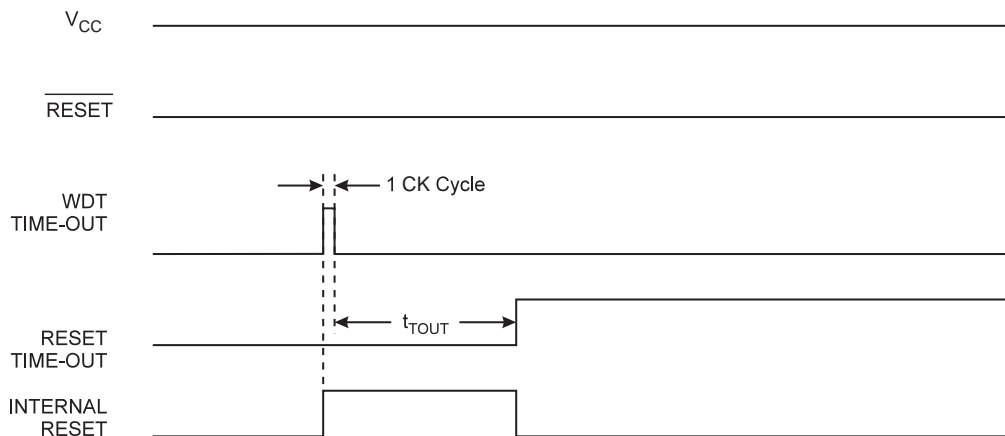 VCC
RESET
1 CK Cycle
WDT
TIME-OUT
tTOUT
RESET
TIME-OUT
INTERNAL
RESET